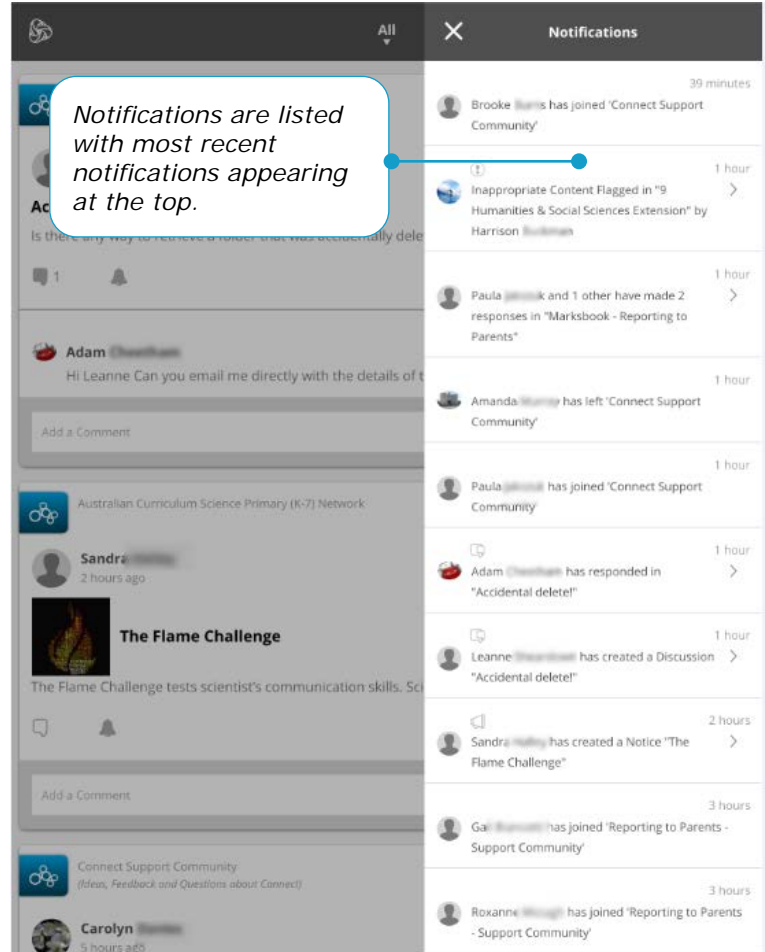 All
Notifications
Notifications are listed
with most recent
notifications appearing
at the top.
Ac
Is there any way to retrieve a folder that was accidentally dele
1
Adam
Hi Leanne Can you email me directly with the details of t
Add a Comment
Australian Curriculum Science Primary (K-7) Network
Sandra
2 hours ago
The Flame Challenge
The Flame Challenge tests scientist's communication skills. Sci
Add a Comment
Connect Support Community
(Ideas, Feedback and Questions about Connect)
Carolyn
5 hours ago
39 minutes
Brooke has joined 'Connect Support
Community'
1 hour
Inappropriate Content Flagged in "9
Humanities & Social Sciences Extension" by
Harrison
1 hour
Paula and 1 other have made 2
responses in "Marksbook - Reporting to
Parents"
1 hour
Amanda has left 'Connect Support
Community'
1 hour
Paula has joined 'Connect Support
Community'
1 hour
Adam has responded in
"Accidental delete!"
1 hour
Leanne has created a Discussion
"Accidental delete!"
2 hours
Sandra has created a Notice "The
Flame Challenge"
3 hours
has joined 'Reporting to Parents -
Support Community'
3 hours
Roxanne has joined 'Reporting to Parents
- Support Community'